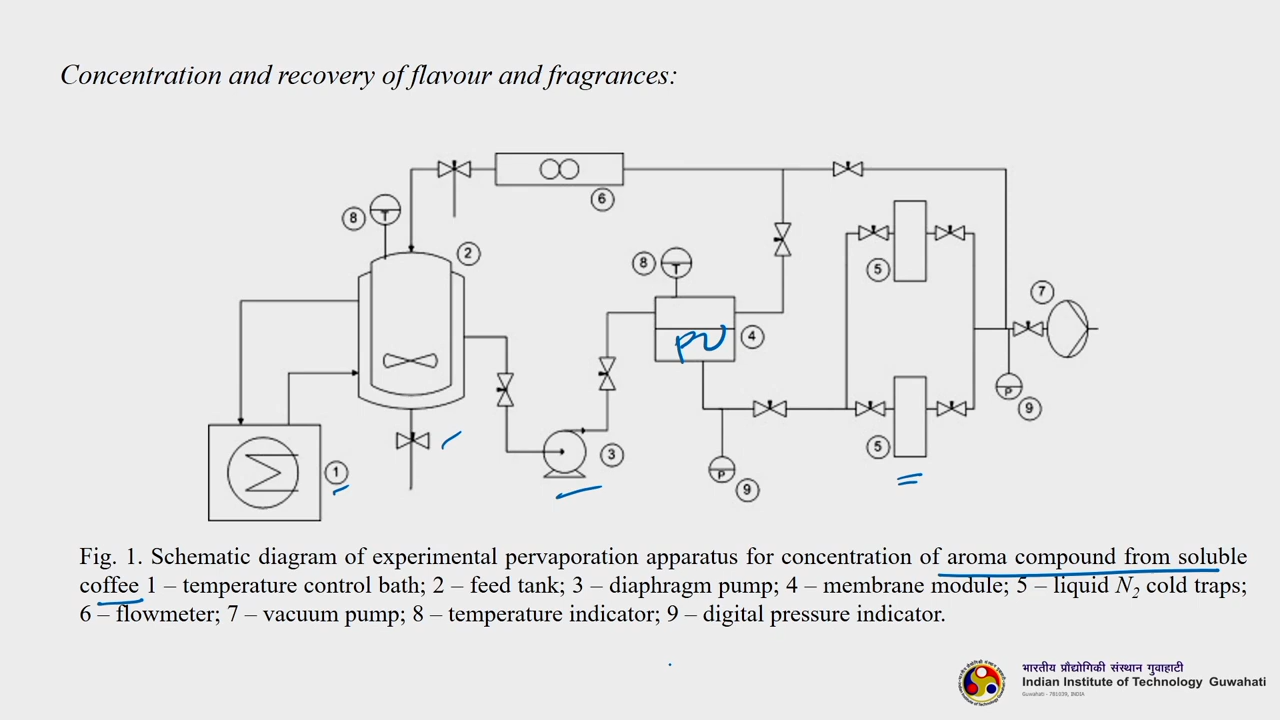 Concentration and recovery of flavour and fragrances:
6
8 T
2
8 T
5
7
PV
4
P
9
5
3
1
P
9
Fig. 1. Schematic diagram of experimental pervaporation apparatus for concentration of aroma compound from soluble
coffee 1 – temperature control bath; 2 – feed tank; 3 – diaphragm pump; 4 – membrane module; 5 – liquid N2 cold traps;
6 – flowmeter; 7 – vacuum pump; 8 – temperature indicator; 9 – digital pressure indicator.
भारतीय प्रौद्योगिकी संस्थान गुवाहाटी
Indian Institute of Technology Guwahati
Guwahati - 781039, INDIA